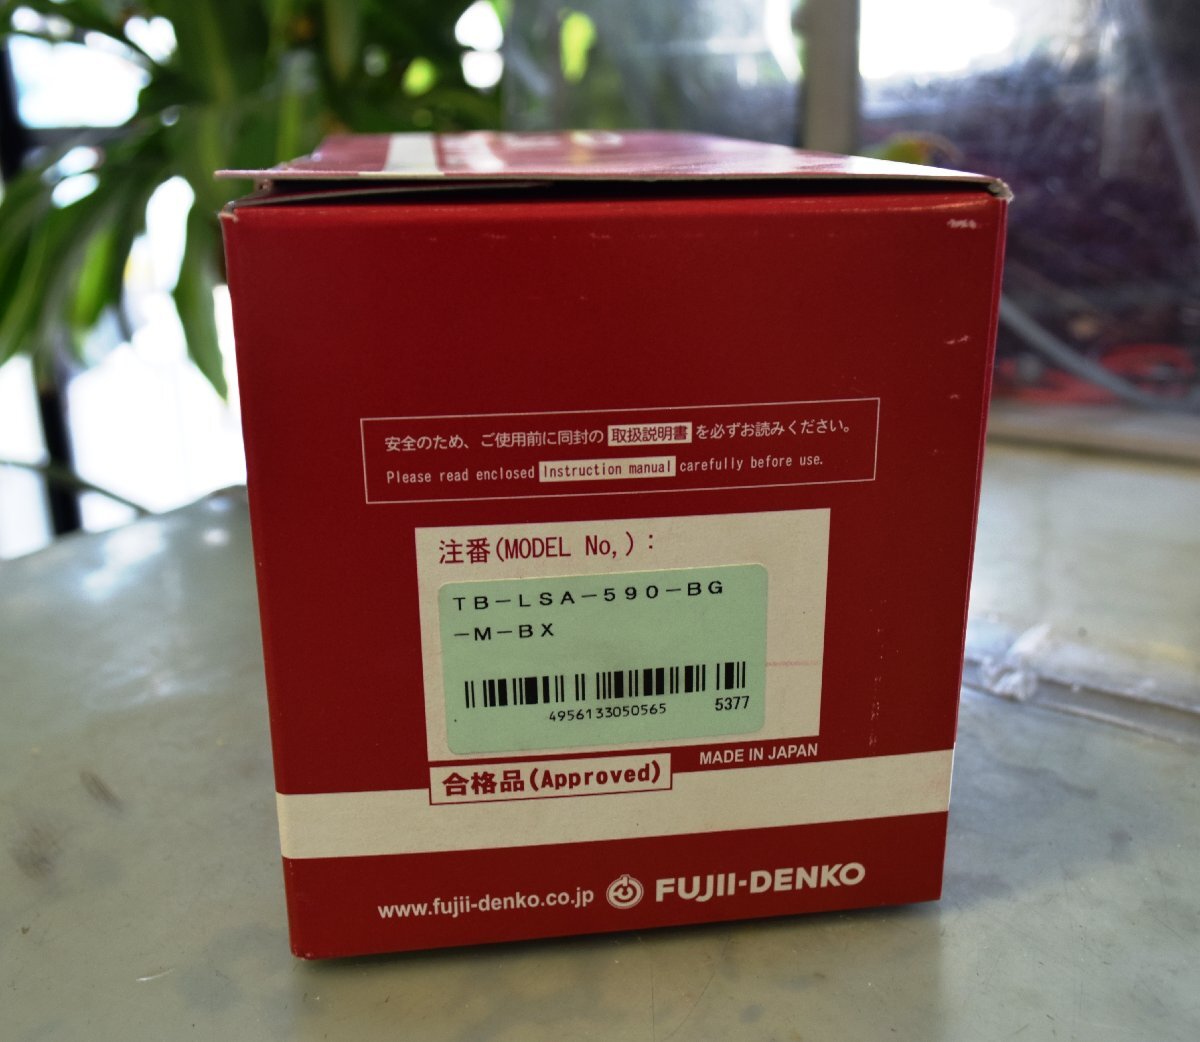 安全のため、ご使用前に同封の 取扱説明書 を必ずお読みください。
Please read enclosed Instruction manual carefully before use.
注番(MODEL No,)：
ＴＢ－ＬＳＡ－５９０－ＢＧ
－Ｍ－ＢＸ
4956133050565 5377
MADE IN JAPAN
合格品(Approved)
www.fujii-denko.co.jp FUJII-DENKO